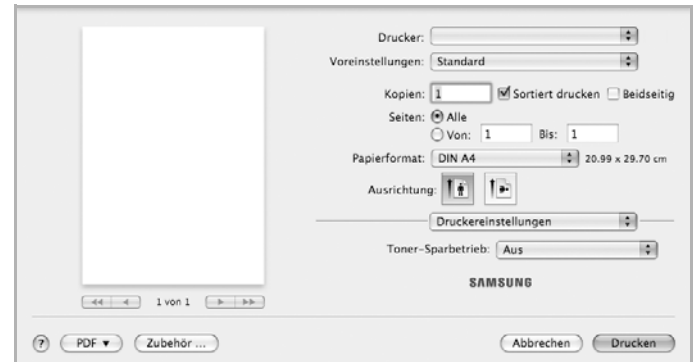 Drucker:
Voreinstellungen: Standard
Kopien: 1 Sortiert drucken Beidseitig
Seiten: Alle
Von: 1 Bis: 1
Papierformat: DIN A4 20.99 x 29.70 cm
Ausrichtung:
Druckereinstellungen
Toner-Sparbetrieb: Aus
SAMSUNG
1 von 1
? PDF Zubehör ... Abbrechen Drucken